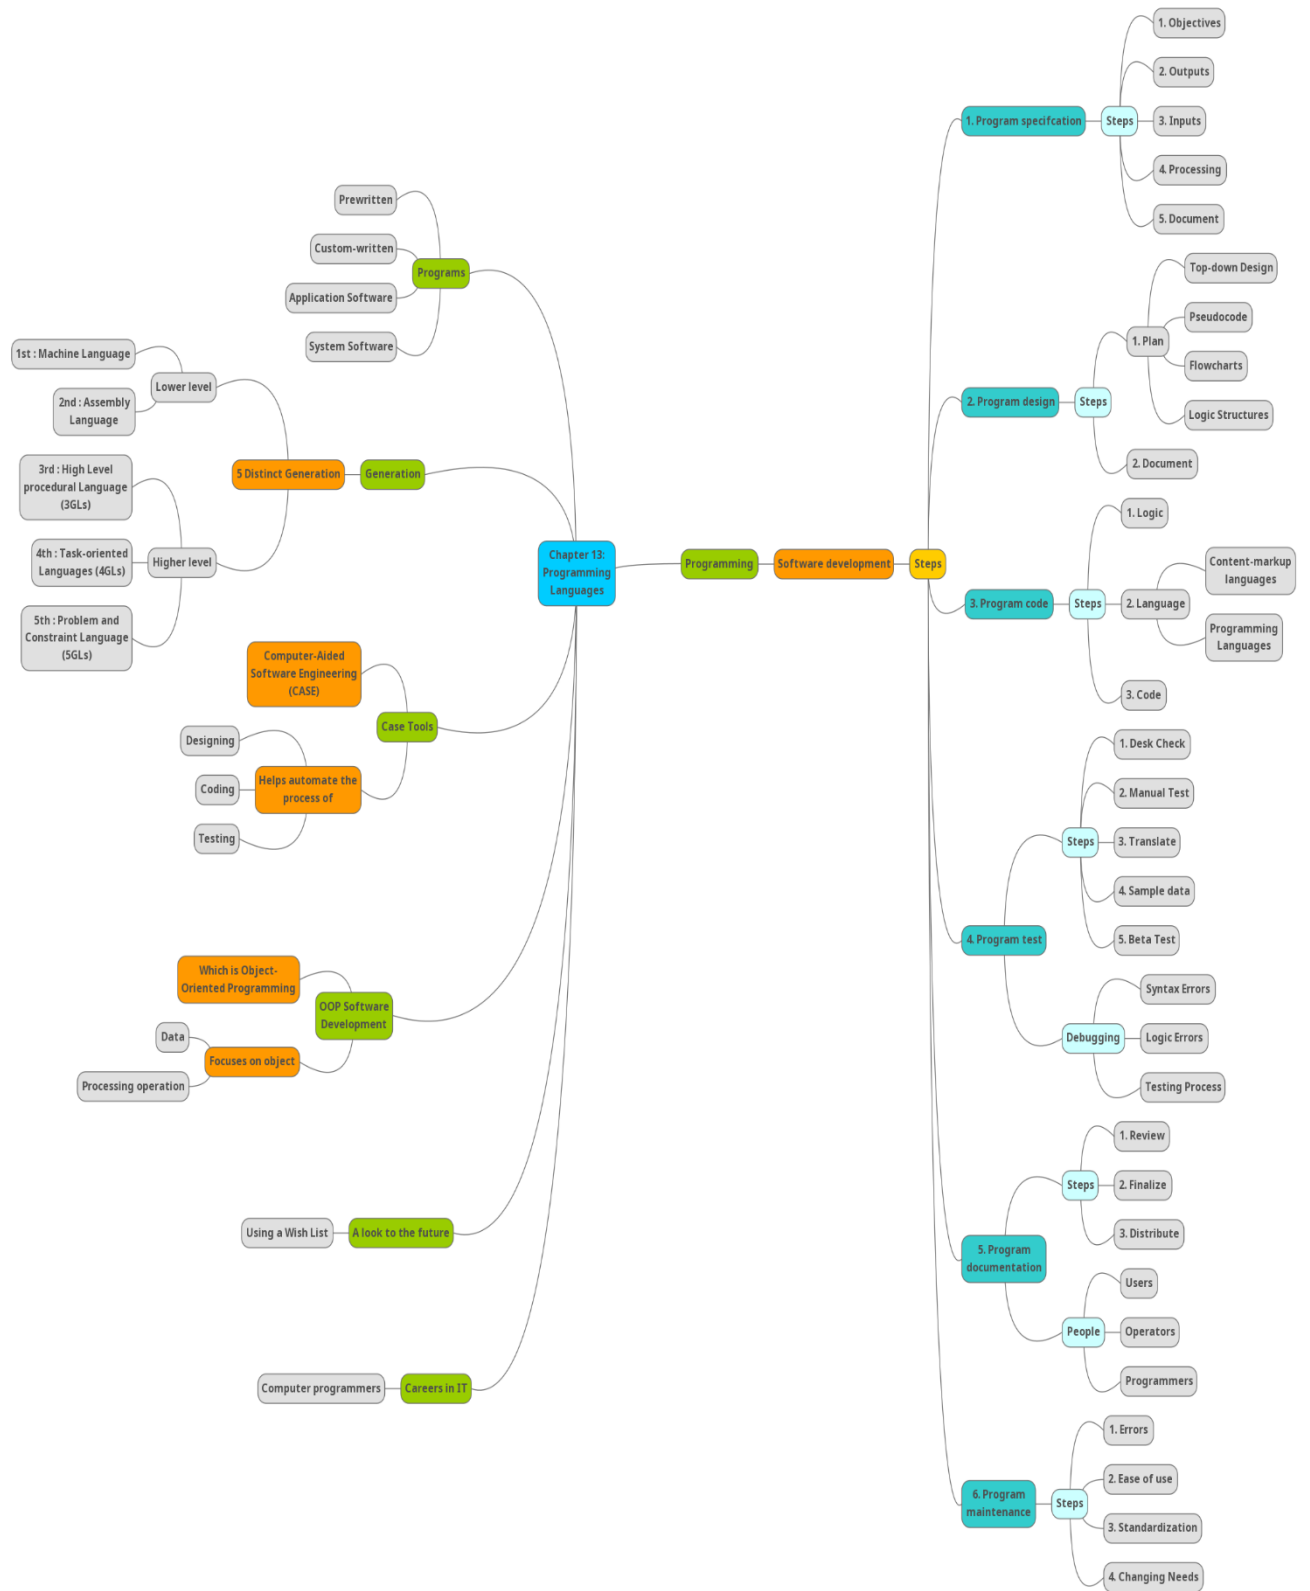 Chapter 13:
Programming
Languages
Programs
Prewritten
Custom-written
Application Software
System Software
Generation
5 Distinct Generation
Lower level
1st : Machine Language
2nd : Assembly
Language
Higher level
3rd : High Level
procedural Language
(3GLs)
4th : Task-oriented
Languages (4GLs)
5th : Problem and
Constraint Language
(5GLs)
Case Tools
Computer-Aided
Software Engineering
(CASE)
Helps automate the
process of
Designing
Coding
Testing
OOP Software
Development
Which is Object-
Oriented Programming
Focuses on object
Data
Processing operation
A look to the future
Using a Wish List
Careers in IT
Computer programmers
Programming
Software development
Steps
1. Program specifcation
Steps
1. Objectives
2. Outputs
3. Inputs
4. Processing
5. Document
2. Program design
Steps
1. Plan
Top-down Design
Pseudocode
Flowcharts
Logic Structures
2. Document
3. Program code
Steps
1. Logic
2. Language
Content-markup
languages
Programming
Languages
3. Code
4. Program test
Steps
1. Desk Check
2. Manual Test
3. Translate
4. Sample data
5. Beta Test
Debugging
Syntax Errors
Logic Errors
Testing Process
5. Program
documentation
Steps
1. Review
2. Finalize
3. Distribute
People
Users
Operators
Programmers
6. Program
maintenance
Steps
1. Errors
2. Ease of use
3. Standardization
4. Changing Needs